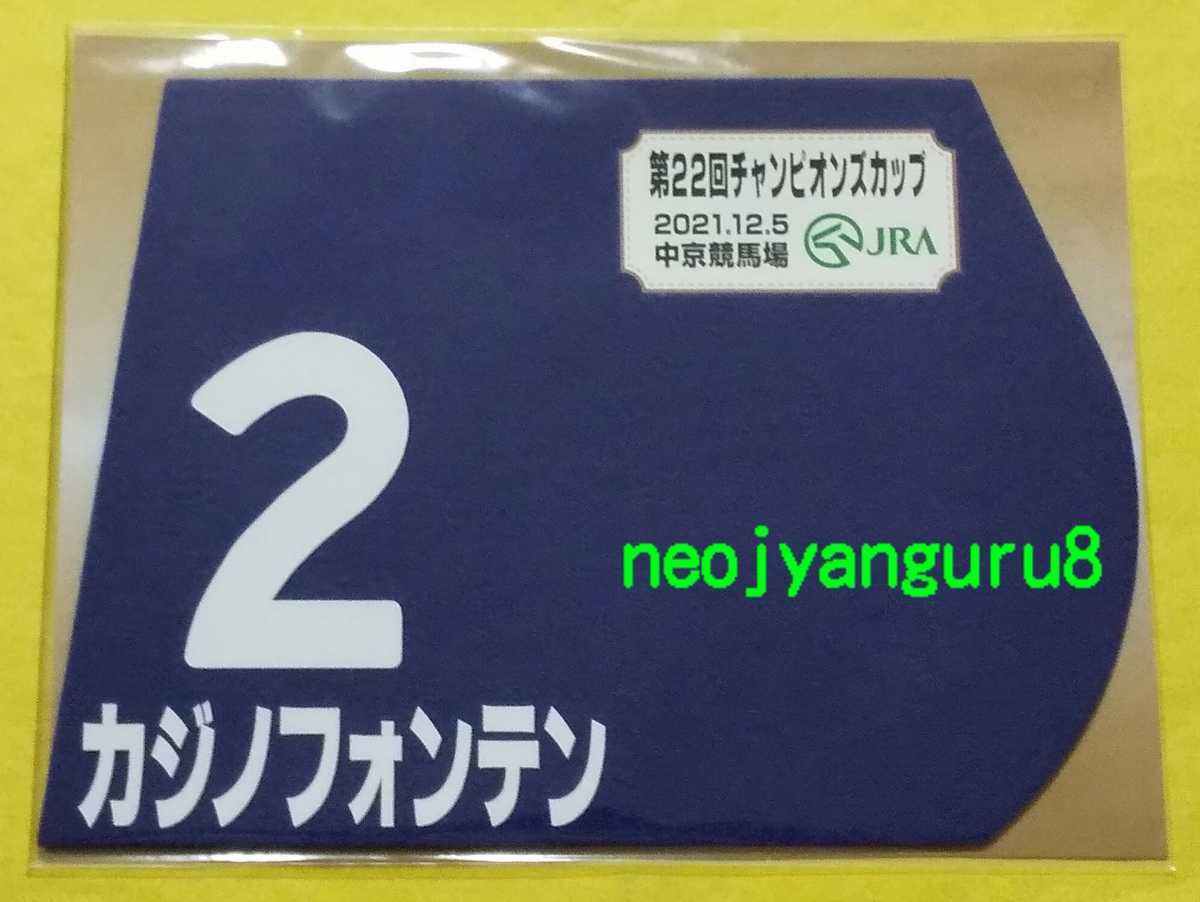 第22回チャンピオンズカップ
2021.12.5
中京競馬場
JRA
2
neojyanguru8
カジノフォンテン